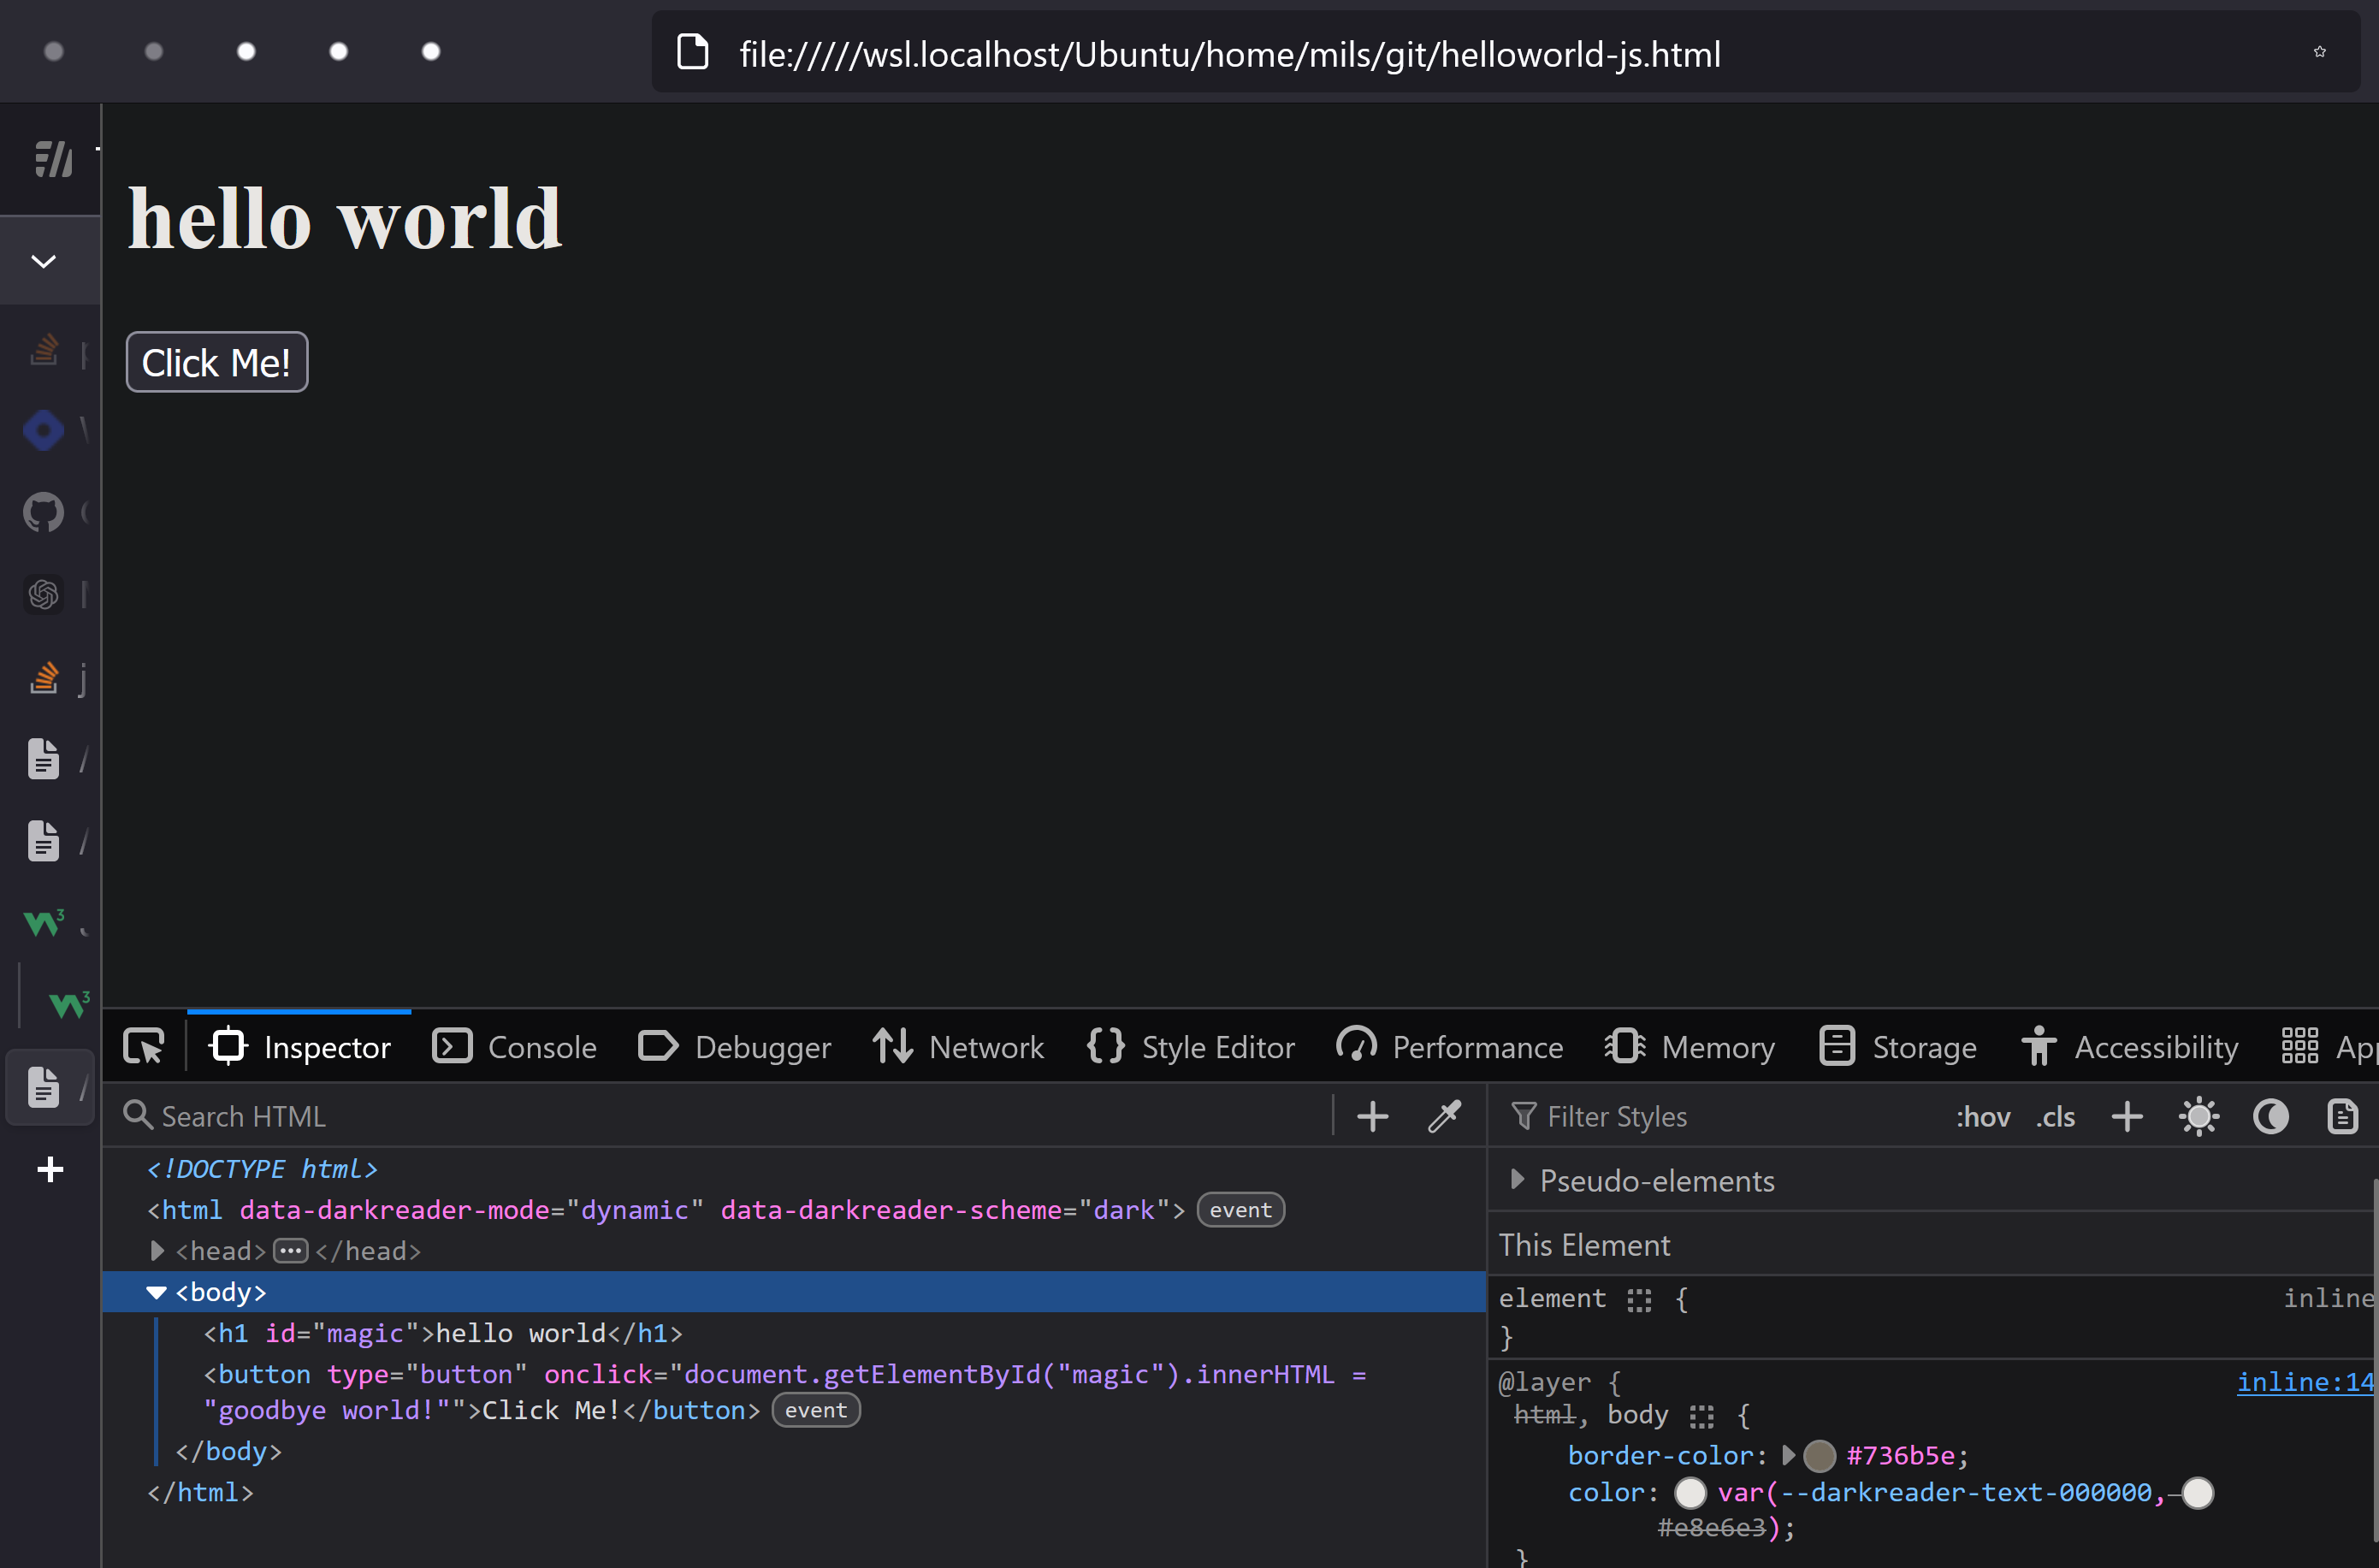 file://///wsl.localhost/Ubuntu/home/mils/git/helloworld-js.html
hello world
Click Me!
j
/
/
/
Inspector
Console
Debugger
Network
Style Editor
Performance
Memory
Storage
Accessibility
Search HTML
Filter Styles
:hov
.cls
<!DOCTYPE html>
<html data-darkreader-mode="dynamic" data-darkreader-scheme="dark"> event
<head> ••• </head>
<body>
<h1 id="magic">hello world</h1>
<button type="button" onclick="document.getElementById("magic").innerHTML =
"goodbye world!"">Click Me!</button> event
</body>
</html>
Pseudo-elements
This Element
element { inline
}
@layer { inline:14
html, body {
border-color: #736b5e;
color: var(--darkreader-text-000000,
#e8e6e3);
}